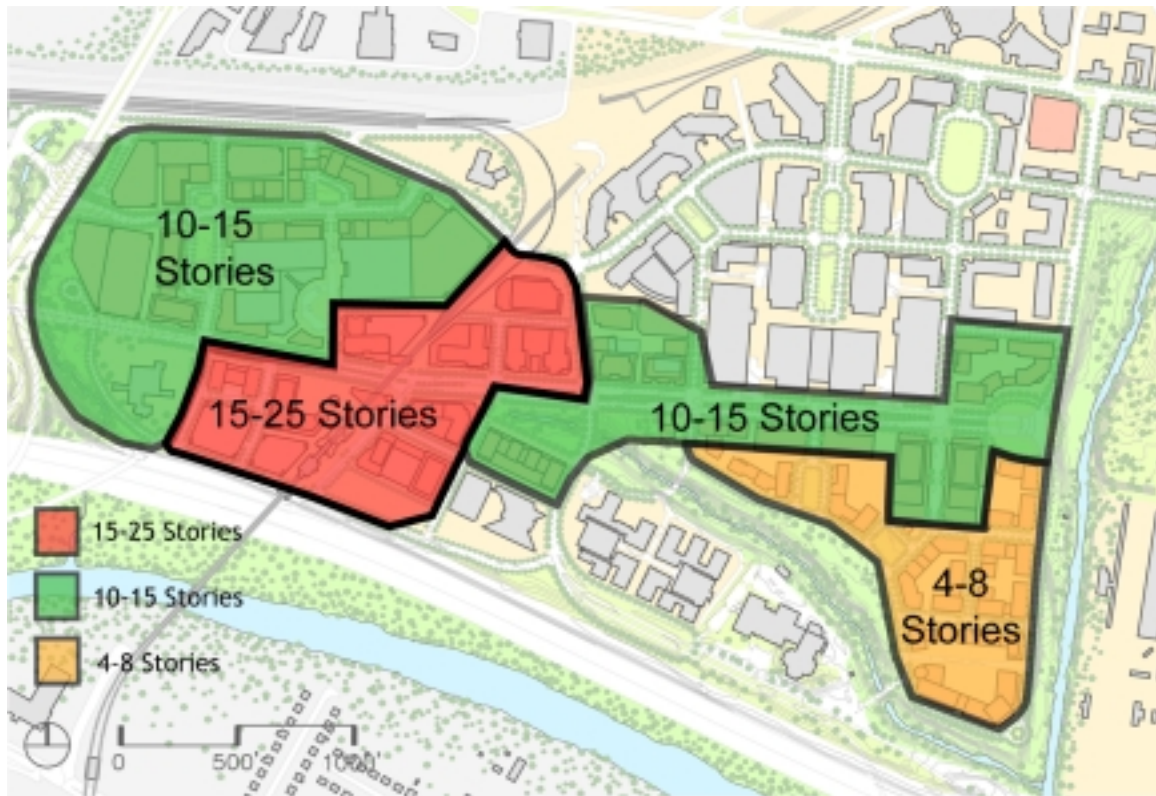 10-15
Stories
15-25 Stories
10-15 Stories
4-8
Stories
15-25 Stories
10-15 Stories
4-8 Stories
0
500'
1000'